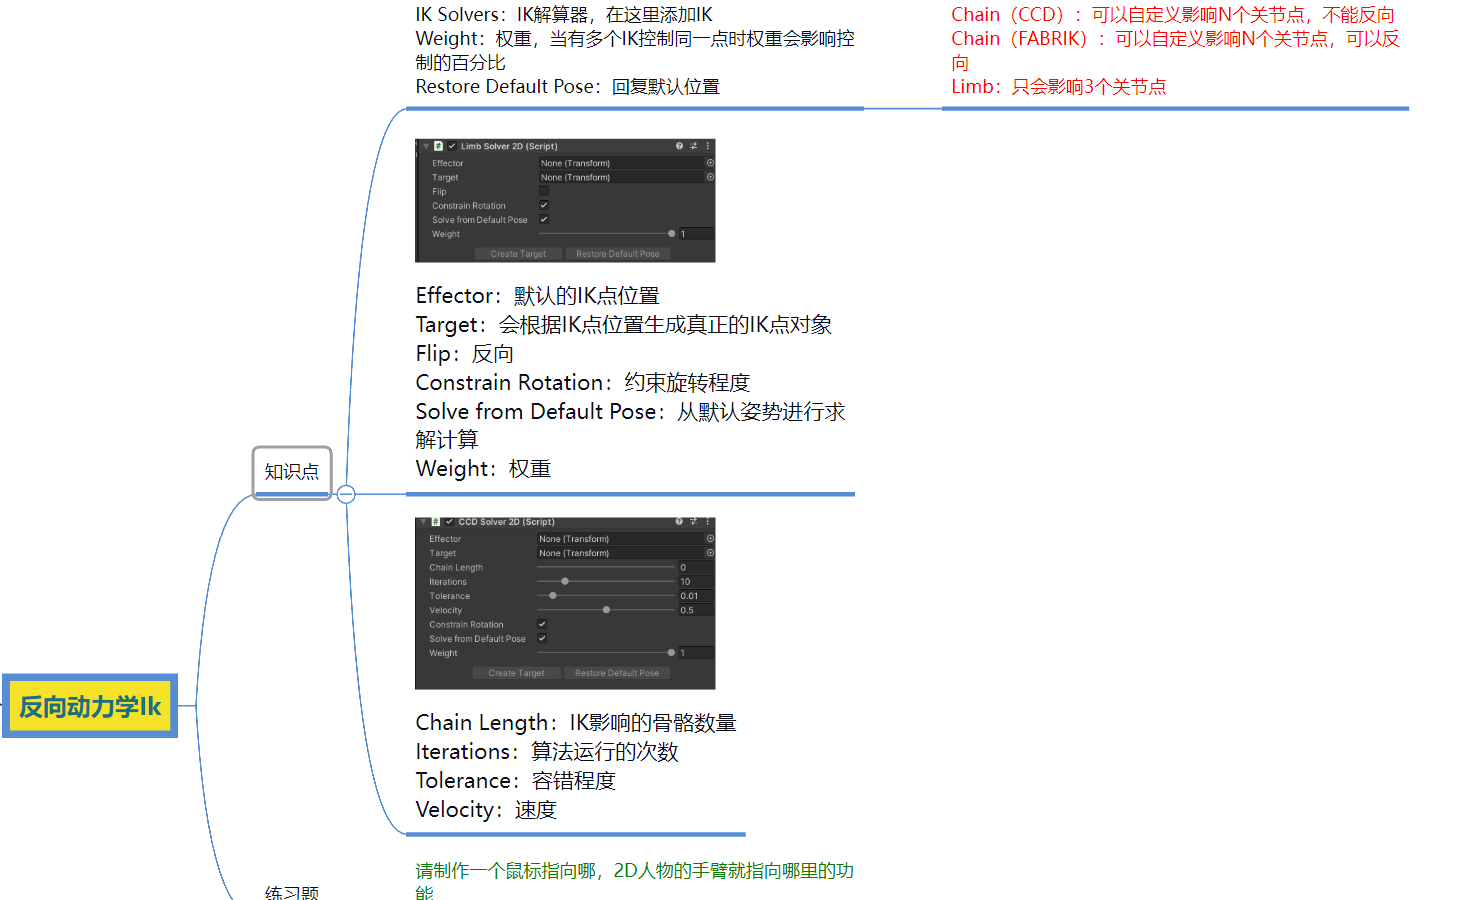 IK Solvers：IK解算器，在这里添加IK
Weight：权重，当有多个IK控制同一点时权重会影响控
制的百分比
Restore Default Pose：回复默认位置
Chain（CCD）：可以自定义影响N个关节点，不能反向
Chain（FABRIK）：可以自定义影响N个关节点，可以反
向
Limb：只会影响3个关节点
Limb Solver 2D (Script)
Effector None (Transform)
Target None (Transform)
Flip
Constrain Rotation
Solve from Default Pose
Weight 1
Create Target Restore Default Pose
Effector：默认的IK点位置
Target：会根据IK点位置生成真正的IK点对象
Flip：反向
Constrain Rotation：约束旋转程度
Solve from Default Pose：从默认姿势进行求
解计算
Weight：权重
知识点
CCD Solver 2D (Script)
Effector None (Transform)
Target None (Transform)
Chain Length 0
Iterations 10
Tolerance 0.01
Velocity 0.5
Constrain Rotation
Solve from Default Pose
Weight 1
Create Target Restore Default Pose
反向动力学Ik
Chain Length：IK影响的骨骼数量
Iterations：算法运行的次数
Tolerance：容错程度
Velocity：速度
练习题
请制作一个鼠标指向哪，2D人物的手臂就指向哪里的功
能